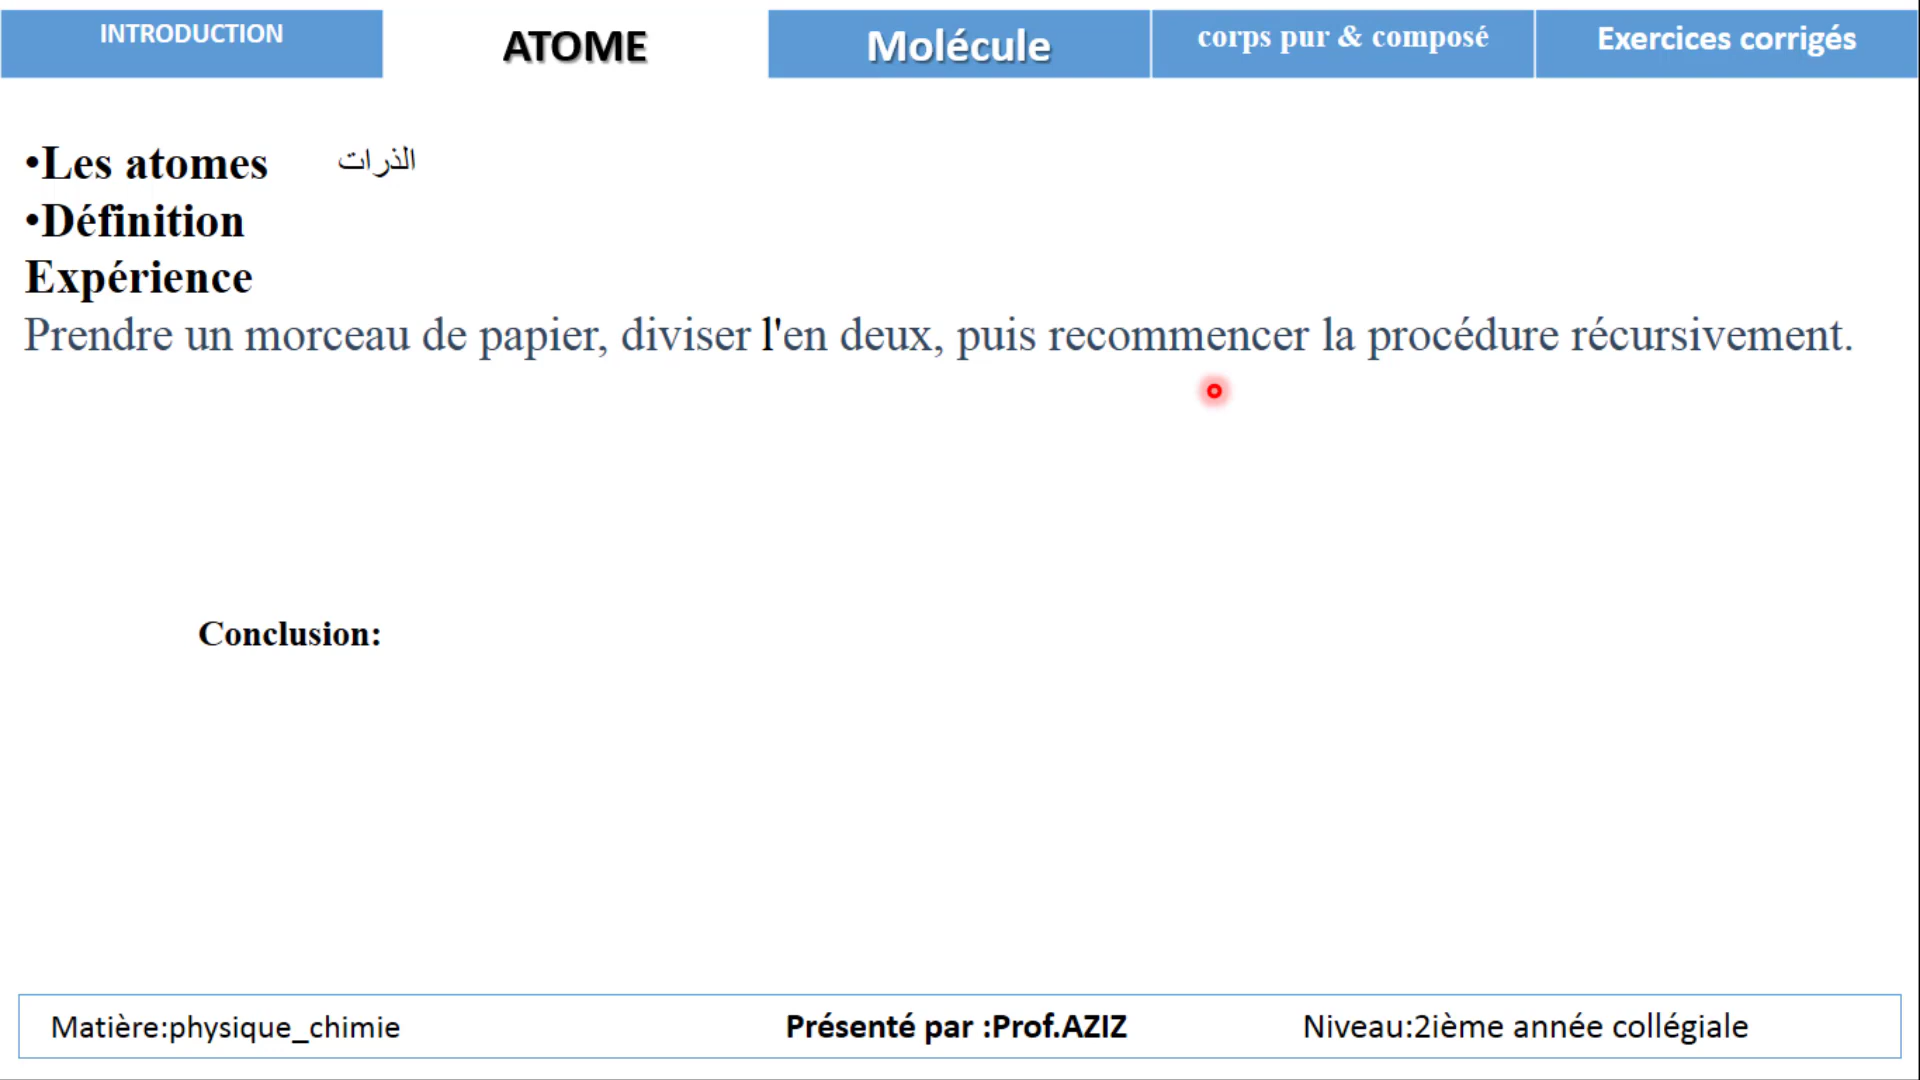 INTRODUCTION
ATOME
Molécule
corps pur & composé
Exercices corrigés
•Les atomes الذرات
•Définition
Expérience
Prendre un morceau de papier, diviser l'en deux, puis recommencer la procédure récursivement.
Conclusion:
Matière:physique_chimie
Présenté par :Prof.AZIZ
Niveau:2ième année collégiale